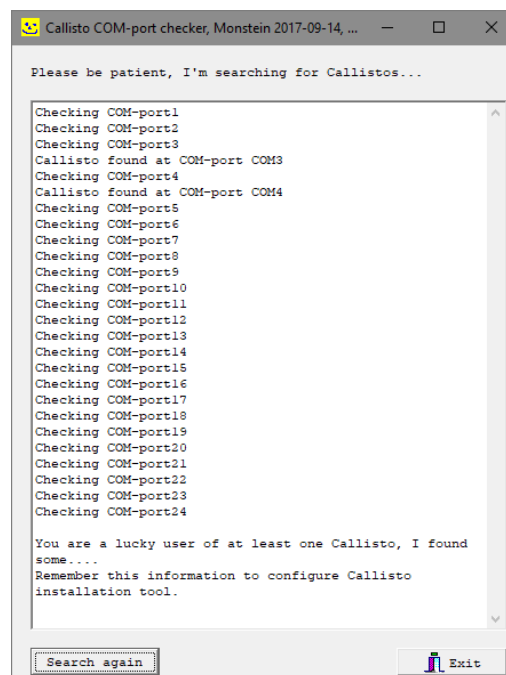 Callisto COM-port checker, Monstein 2017-09-14, ...
Please be patient, I'm searching for Callistos...
Checking COM-port1
Checking COM-port2
Checking COM-port3
Callisto found at COM-port COM3
Checking COM-port4
Callisto found at COM-port COM4
Checking COM-port5
Checking COM-port6
Checking COM-port7
Checking COM-port8
Checking COM-port9
Checking COM-port10
Checking COM-port11
Checking COM-port12
Checking COM-port13
Checking COM-port14
Checking COM-port15
Checking COM-port16
Checking COM-port17
Checking COM-port18
Checking COM-port19
Checking COM-port20
Checking COM-port21
Checking COM-port22
Checking COM-port23
Checking COM-port24
You are a lucky user of at least one Callisto, I found
some....
Remember this information to configure Callisto
installation tool.
Search again
Exit